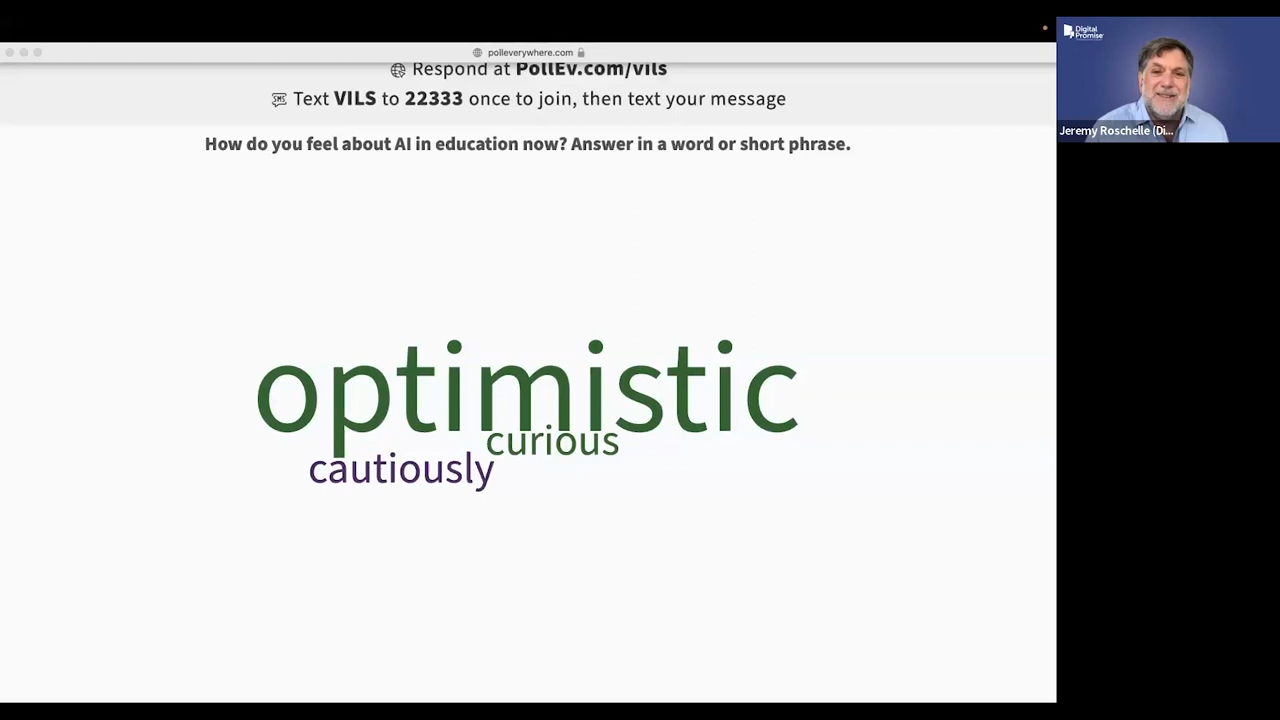 polleverywhere.com
Respond at PollEv.com/vils
Text VILS to 22333 once to join, then text your message
How do you feel about AI in education now? Answer in a word or short phrase.
optimistic
curious
cautiously
Digital
Promise
Jeremy Roschelle (Di...